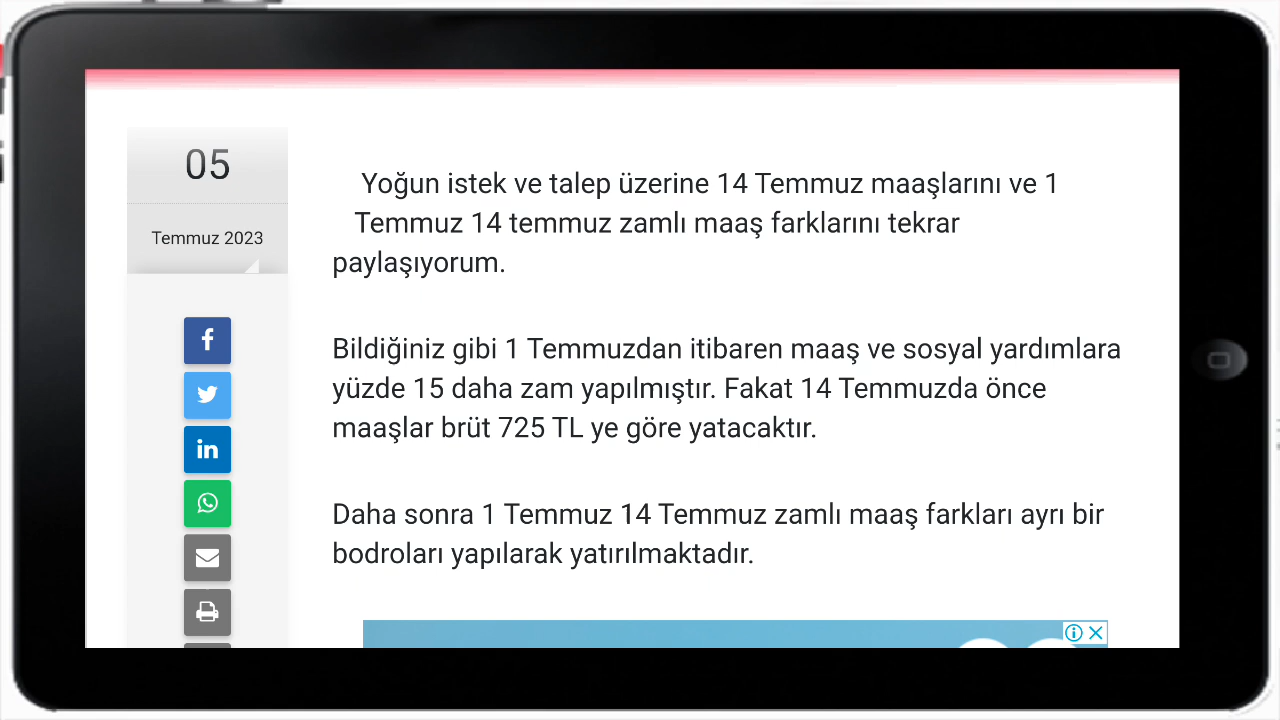 05
Temmuz 2023
Yoğun istek ve talep üzerine 14 Temmuz maaşlarını ve 1
Temmuz 14 temmuz zamlı maaş farklarını tekrar
paylaşıyorum.
Bildiğiniz gibi 1 Temmuzdan itibaren maaş ve sosyal yardımlara
yüzde 15 daha zam yapılmıştır. Fakat 14 Temmuzda önce
maaşlar brüt 725 TL ye göre yatacaktır.
Daha sonra 1 Temmuz 14 Temmuz zamlı maaş farkları ayrı bir
bodroları yapılarak yatırılmaktadır.